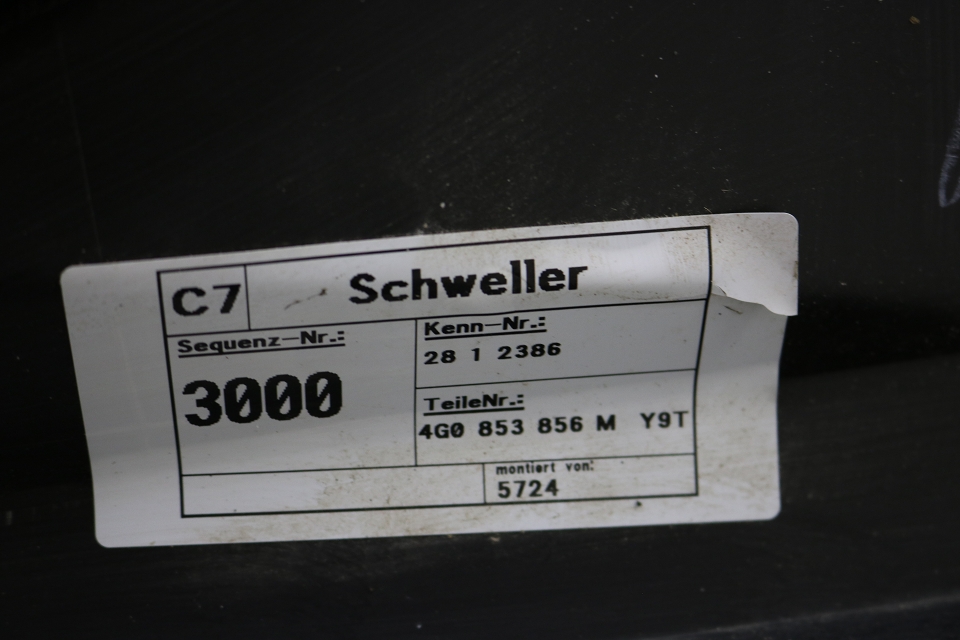 C7 Schweller
Sequenz-Nr.:
3000
Kenn-Nr.:
28 1 2386
TeileNr.:
4G0 853 856 M Y9T
montiert von:
5724